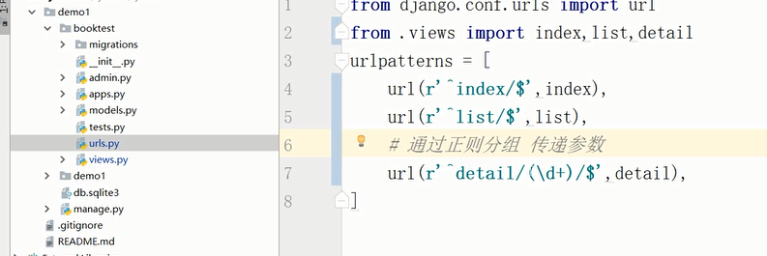 demo1
booktest
migrations
__init__.py
admin.py
apps.py
models.py
tests.py
urls.py
views.py
demo1
db.sqlite3
manage.py
.gitignore
README.md
1 from django.conf.urls import url
2 from .views import index,list,detail
3 urlpatterns = [
4 url(r'^index/$',index),
5 url(r'^list/$',list),
6 # 通过正则分组 传递参数
7 url(r'^detail/(\d+)/$',detail),
8 ]